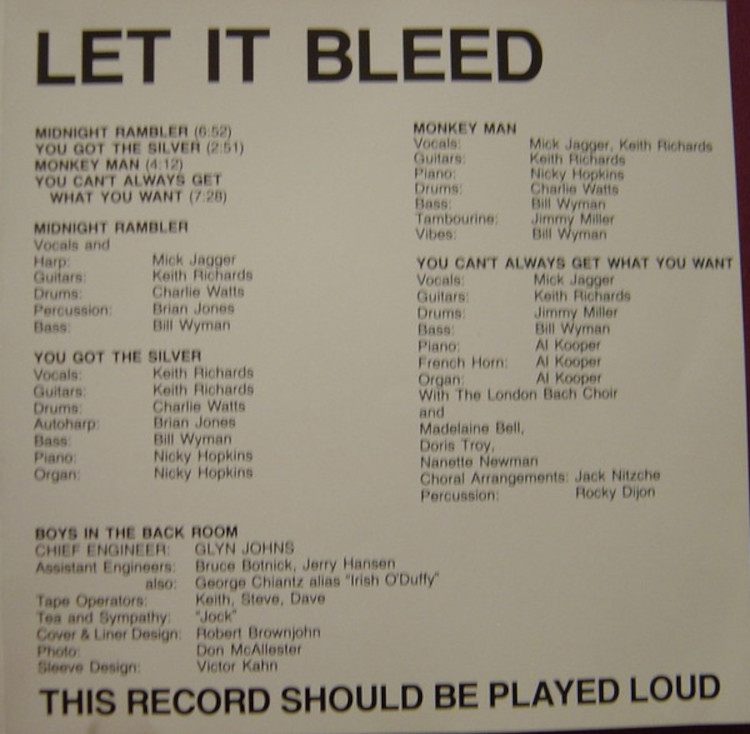 LET IT BLEED
MIDNIGHT RAMBLER (6:52)
YOU GOT THE SILVER (2:51)
MONKEY MAN (4:12)
YOU CAN'T ALWAYS GET
WHAT YOU WANT (7:28)
MIDNIGHT RAMBLER
Vocals and
Harp: Mick Jagger
Guitars: Keith Richards
Drums: Charlie Watts
Percussion: Brian Jones
Bass: Bill Wyman
YOU GOT THE SILVER
Vocals: Keith Richards
Guitars: Keith Richards
Drums: Charlie Watts
Autoharp: Brian Jones
Bass: Bill Wyman
Piano: Nicky Hopkins
Organ: Nicky Hopkins
MONKEY MAN
Vocals: Mick Jagger, Keith Richards
Guitars: Keith Richards
Piano: Nicky Hopkins
Drums: Charlie Watts
Bass: Bill Wyman
Tambourine: Jimmy Miller
Vibes: Bill Wyman
YOU CAN'T ALWAYS GET WHAT YOU WANT
Vocals: Mick Jagger
Guitars: Keith Richards
Drums: Jimmy Miller
Bass: Bill Wyman
Piano: Al Kooper
French Horn: Al Kooper
Organ: Al Kooper
With The London Bach Choir
and
Madelaine Bell,
Doris Troy,
Nanette Newman
Choral Arrangements: Jack Nitzche
Percussion: Rocky Dijon
BOYS IN THE BACK ROOM
CHIEF ENGINEER: GLYN JOHNS
Assistant Engineers: Bruce Botnick, Jerry Hansen
also: George Chiantz alias "Irish O'Duffy"
Tape Operators: Keith, Steve, Dave
Tea and Sympathy: "Jock"
Cover & Liner Design: Robert Brownjohn
Photo: Don McAllester
Sleeve Design: Victor Kahn
THIS RECORD SHOULD BE PLAYED LOUD